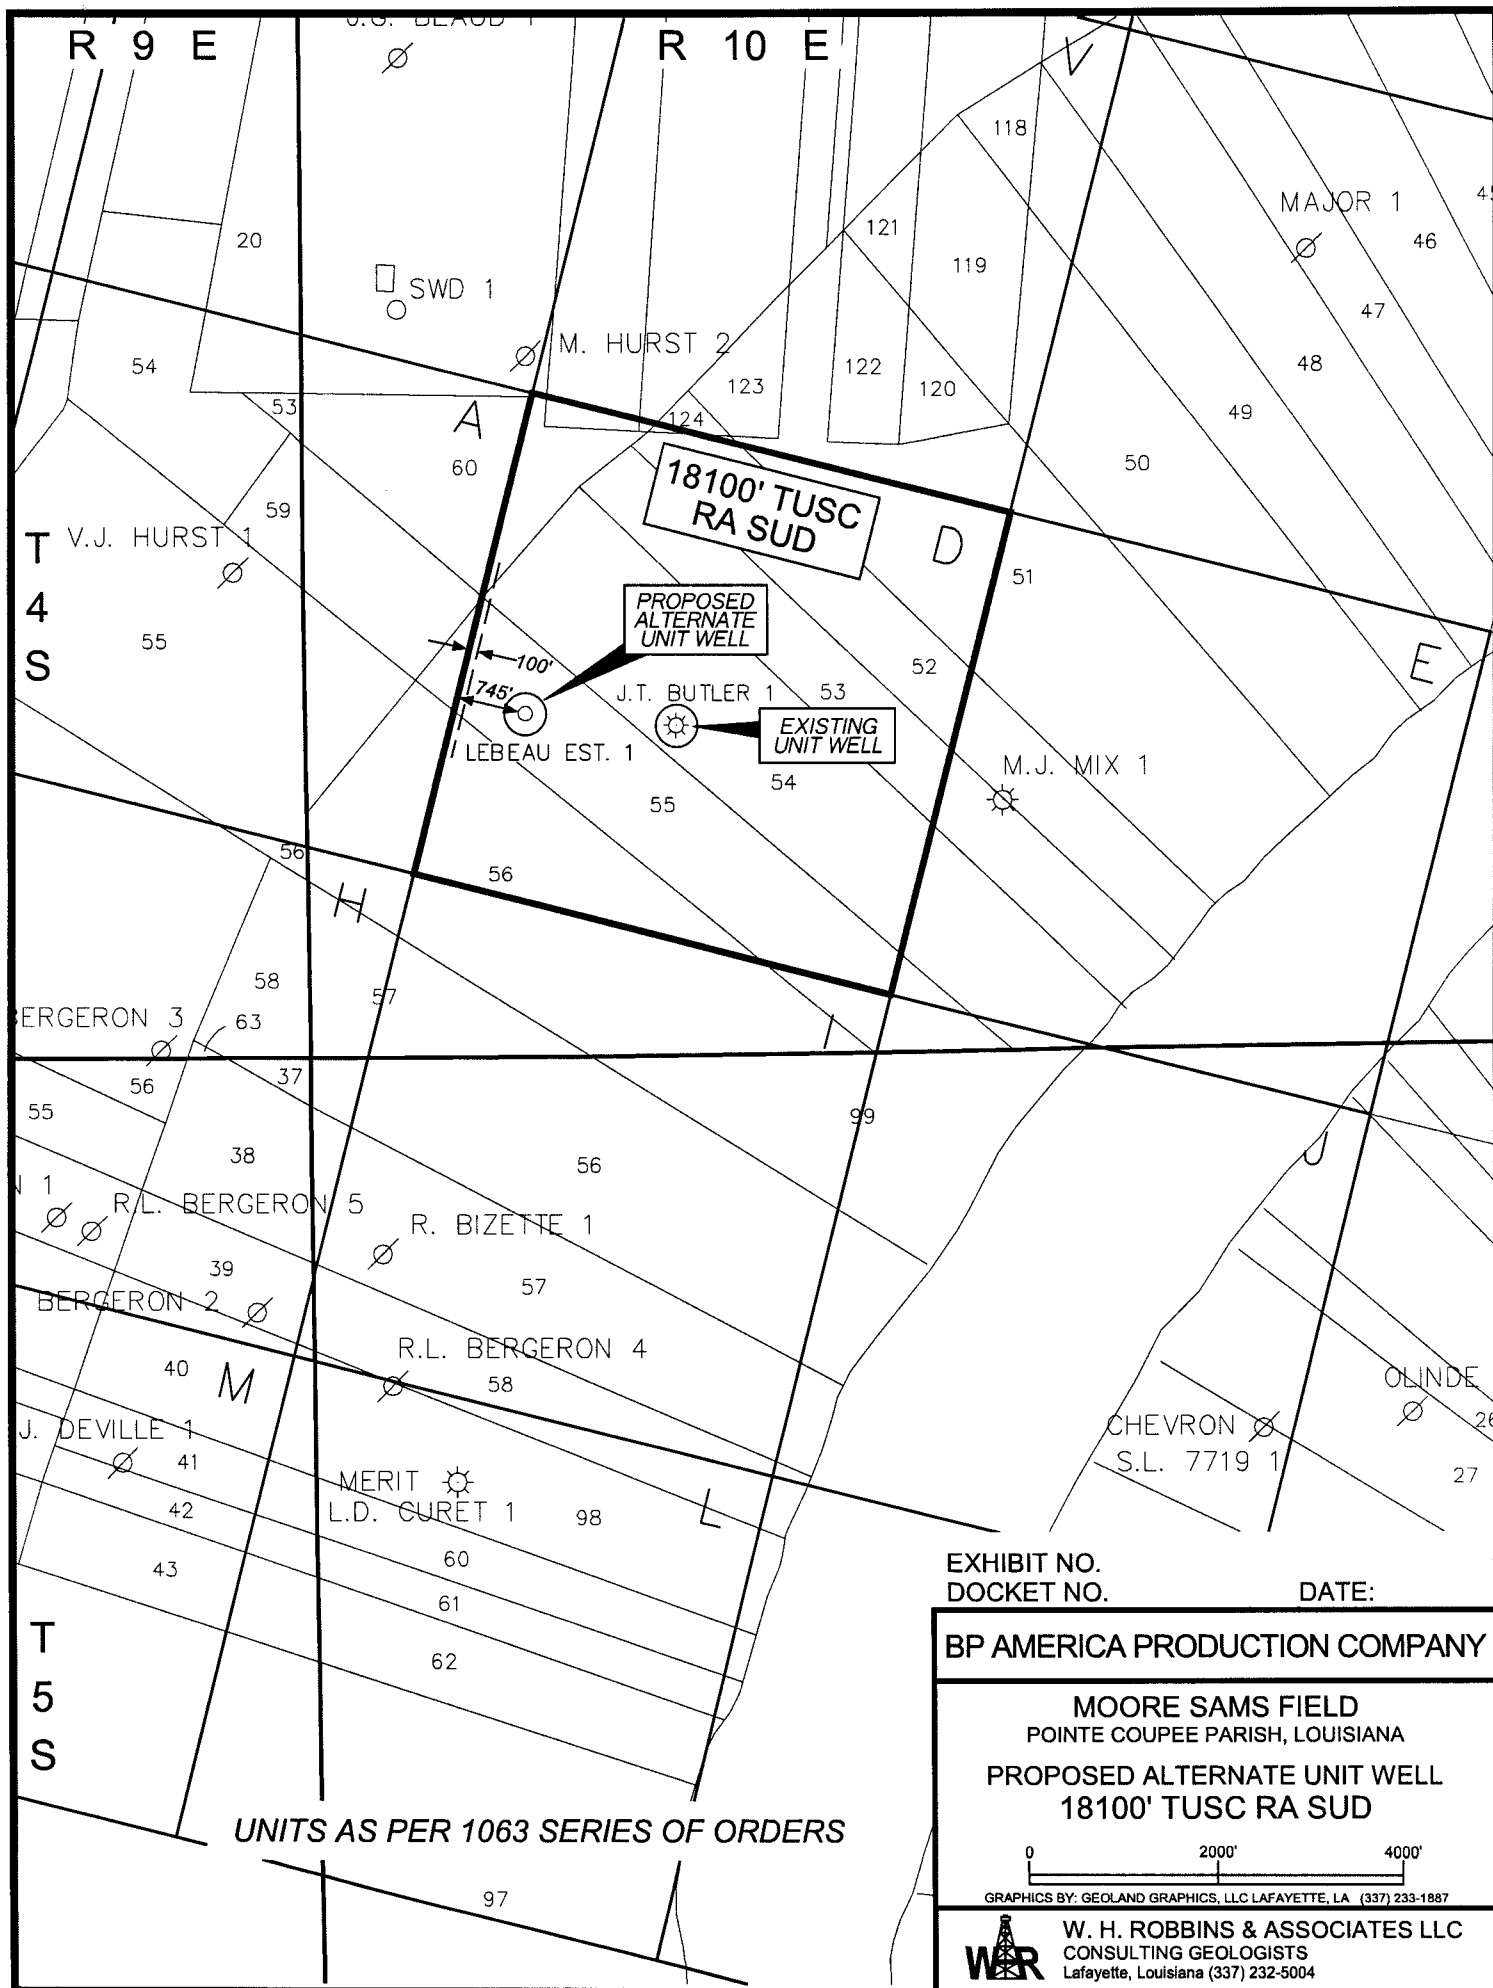 J.G. BEAUD 1
R 9 E
R 10 E
V
118
MAJOR 1
45
46
121
20
119
SWD 1
47
M. HURST 2
54
123
122
120
48
53
A
124
49
60
50
18100' TUSC
RA SUD
59
T
4
S
V.J. HURST 1
D
51
PROPOSED
ALTERNATE
UNIT WELL
55
100'
52
E
745'
J.T. BUTLER 1
53
EXISTING
UNIT WELL
LEBEAU EST. 1
M.J. MIX 1
54
55
56
56
H
58
57
BERGERON 3
63
I
37
56
55
99
38
56
J
N 1
R.L. BERGERON 5
R. BIZETTE 1
39
57
BERGERON 2
R.L. BERGERON 4
40
M
58
OLINDE
J. DEVILLE 1
CHEVRON
S.L. 7719 1
26
41
27
MERIT
L.D. CURET 1
42
98
L
43
60
61
62
T
5
S
EXHIBIT NO.
DOCKET NO. DATE:
BP AMERICA PRODUCTION COMPANY
MOORE SAMS FIELD
POINTE COUPEE PARISH, LOUISIANA
PROPOSED ALTERNATE UNIT WELL
18100' TUSC RA SUD
UNITS AS PER 1063 SERIES OF ORDERS
0 2000' 4000'
GRAPHICS BY: GEOLAND GRAPHICS, LLC LAFAYETTE, LA (337) 233-1887
97
W. H. ROBBINS & ASSOCIATES LLC
CONSULTING GEOLOGISTS
Lafayette, Louisiana (337) 232-5004
WR